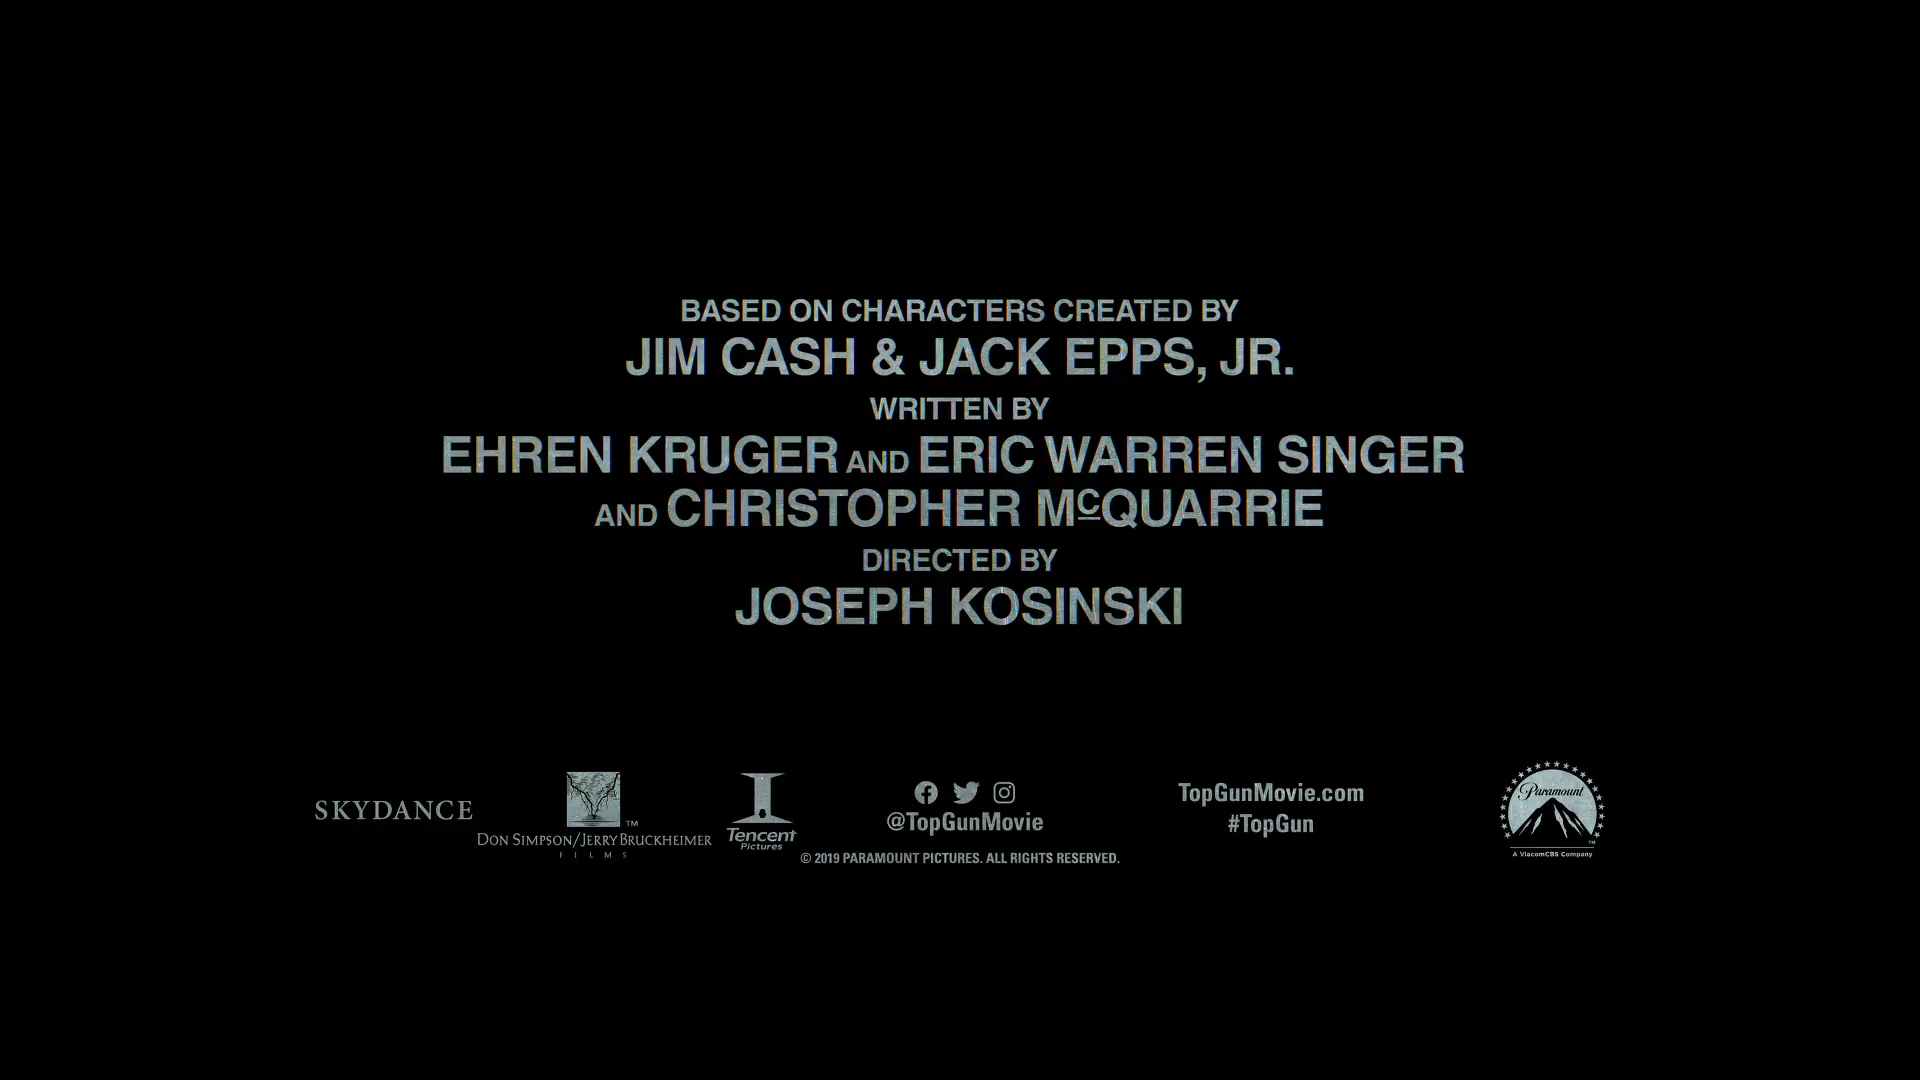 BASED ON CHARACTERS CREATED BY
JIM CASH & JACK EPPS, JR.
WRITTEN BY
EHREN KRUGER AND ERIC WARREN SINGER
AND CHRISTOPHER McQUARRIE
DIRECTED BY
JOSEPH KOSINSKI
SKYDANCE
DON SIMPSON/JERRY BRUCKHEIMER
FILMS
™
Tencent
Pictures
@TopGunMovie
© 2019 PARAMOUNT PICTURES. ALL RIGHTS RESERVED.
TopGunMovie.com
#TopGun
Paramount
™
A ViacomCBS Company